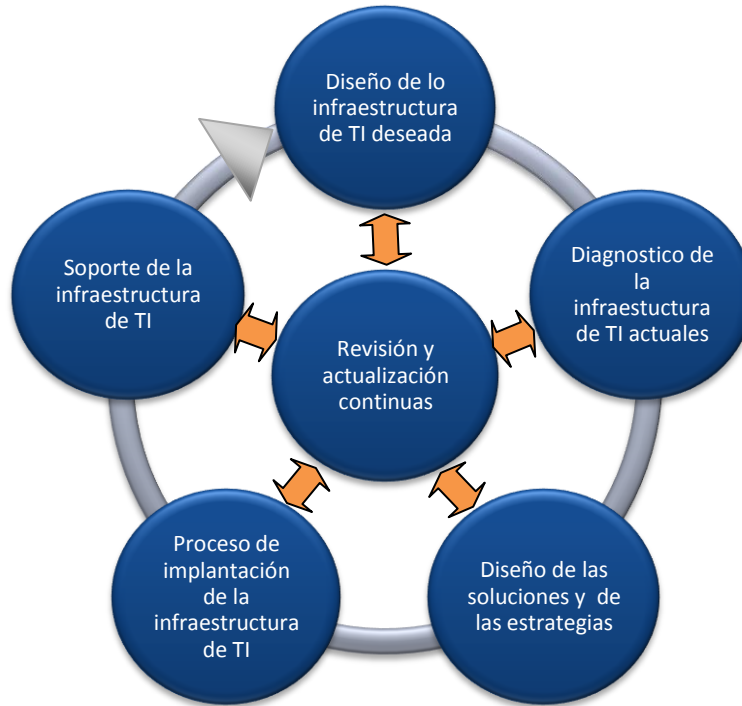 Diseño de lo
infraestructura
de TI deseada
Diagnostico de
la
infraestuctura
de TI actuales
Soporte de la
infraestructura
de TI
Revisión y
actualización
continuas
Proceso de
implantación
de la
infraestructura
de TI
Diseño de las
soluciones y  de
las estrategias